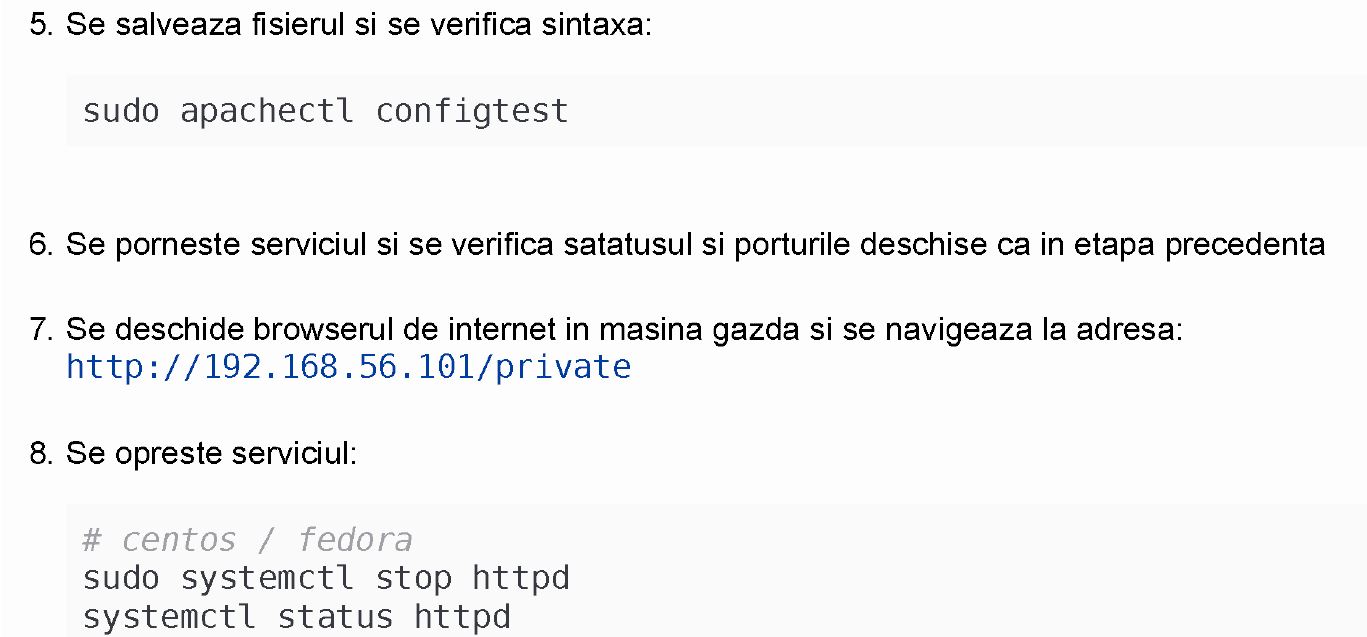 5. Se salveaza fisierul si se verifica sintaxa:
sudo apachectl configtest
6. Se porneste serviciul si se verifica satatusul si porturile deschise ca in etapa precedenta
7. Se deschide browserul de internet in masina gazda si se navigeaza la adresa:
http://192.168.56.101/private
8. Se opreste serviciul:
# centos / fedora
sudo systemctl stop httpd
systemctl status httpd